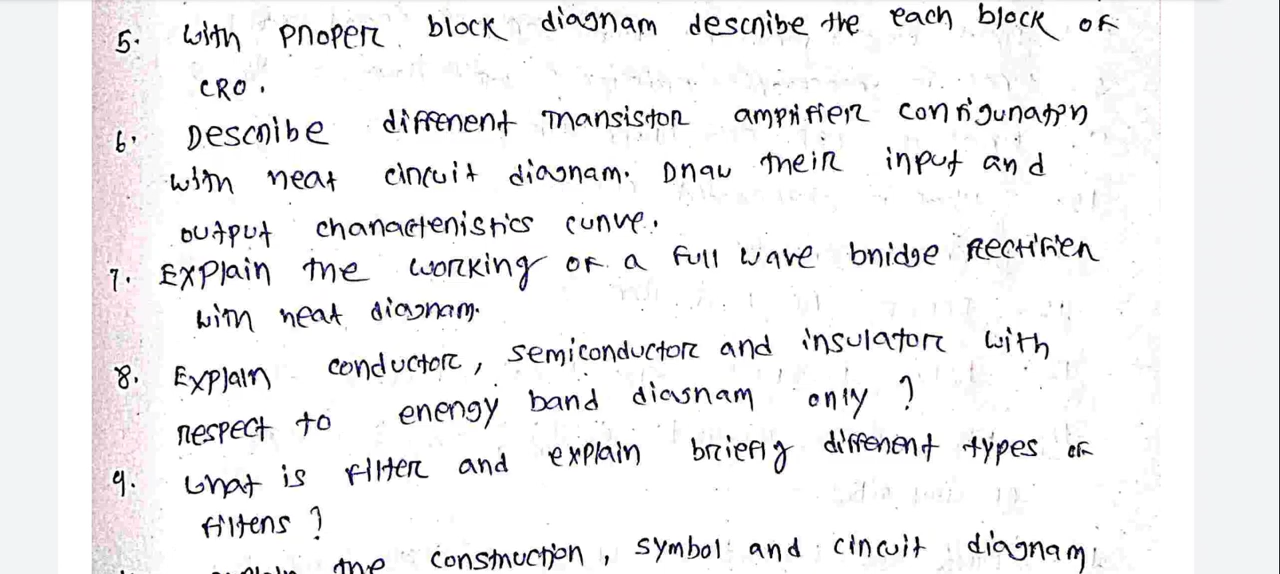 5. with proper block diagram describe the each block of
CRO.
6. Describe different transistor amplifier configuration
with neat circuit diagram. Draw their input and
output characteristics curve.
7. Explain the working of a full wave bridge rectifier
with neat diagram.
8. Explain conductor, semiconductor and insulator with
respect to energy band diagram only ?
9. what is filter and explain briefly different types of
filters ?
the construction, symbol and circuit diagram